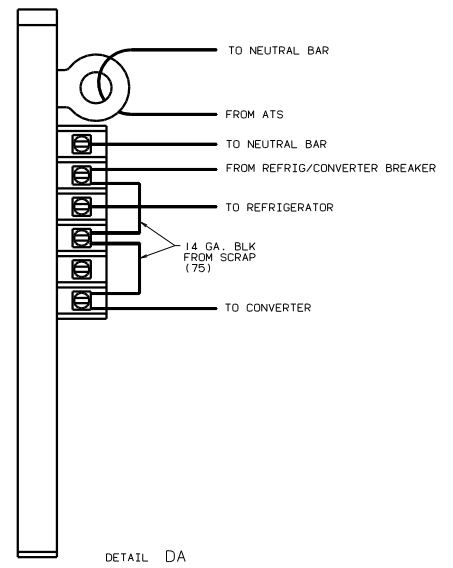 TO NEUTRAL BAR
FROM ATS
TO NEUTRAL BAR
FROM REFRIG/CONVERTER BREAKER
TO REFRIGERATOR
14 GA. BLK
FROM SCRAP
(75)
TO CONVERTER
DETAIL DA